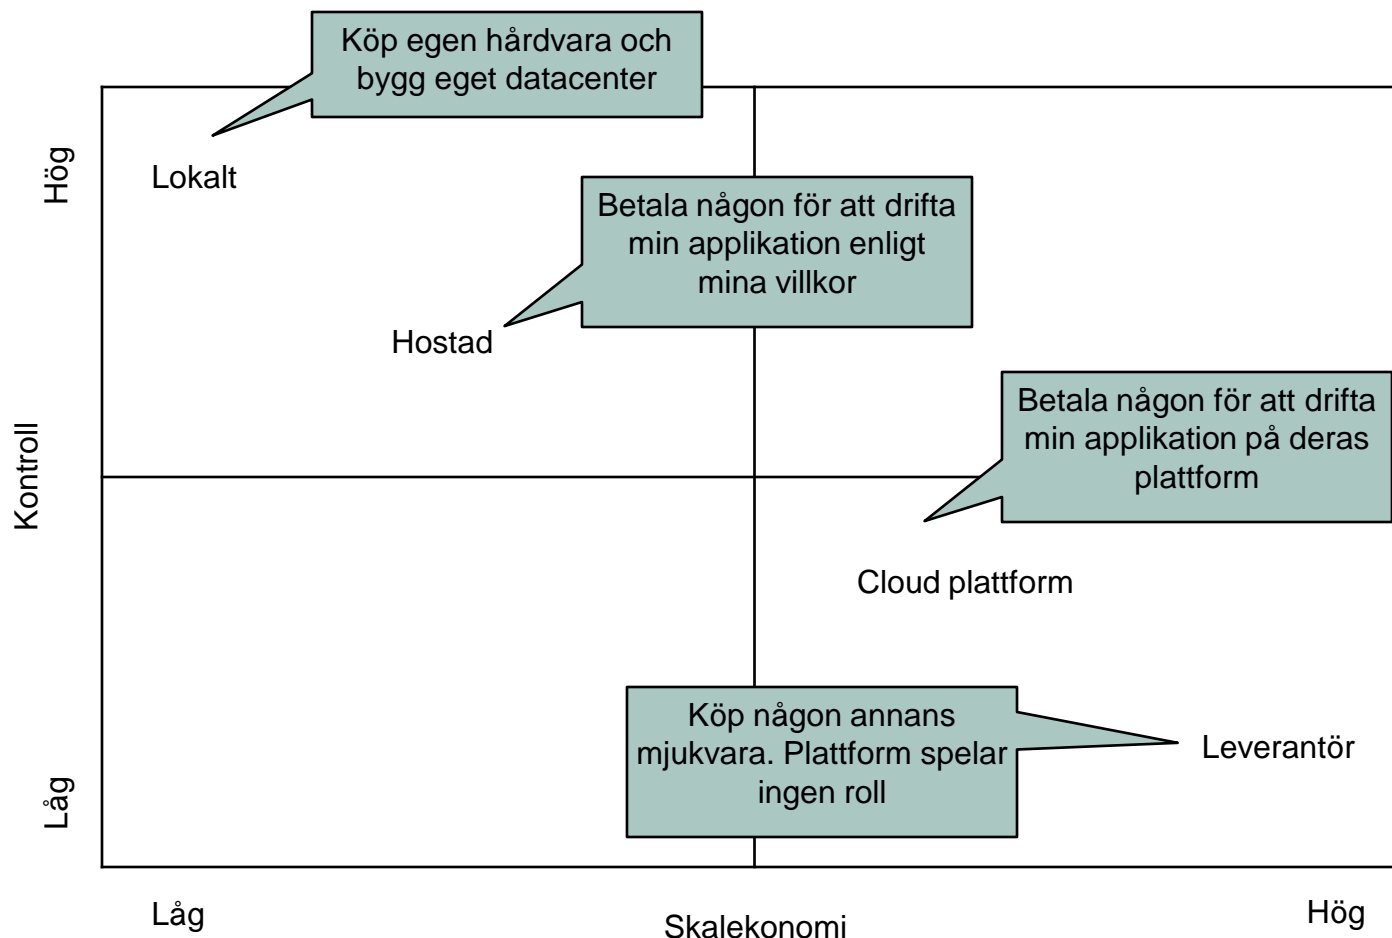 Köp egen hårdvara och
bygg eget datacenter
Hög
Lokalt
Betala någon för att drifta
min applikation enligt
mina villkor
Hostad
Betala någon för att drifta
min applikation på deras
plattform
Kontroll
Cloud plattform
Köp någon annans
mjukvara. Plattform spelar
ingen roll
Leverantör
Låg
Låg
Skalekonomi
Hög